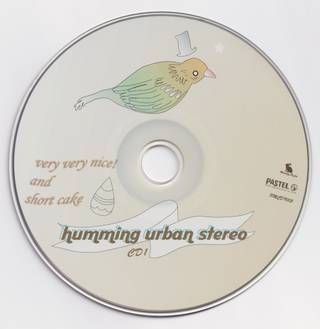 very very nice!
and
short cake
PASTEL
humming urban stereo
CD1